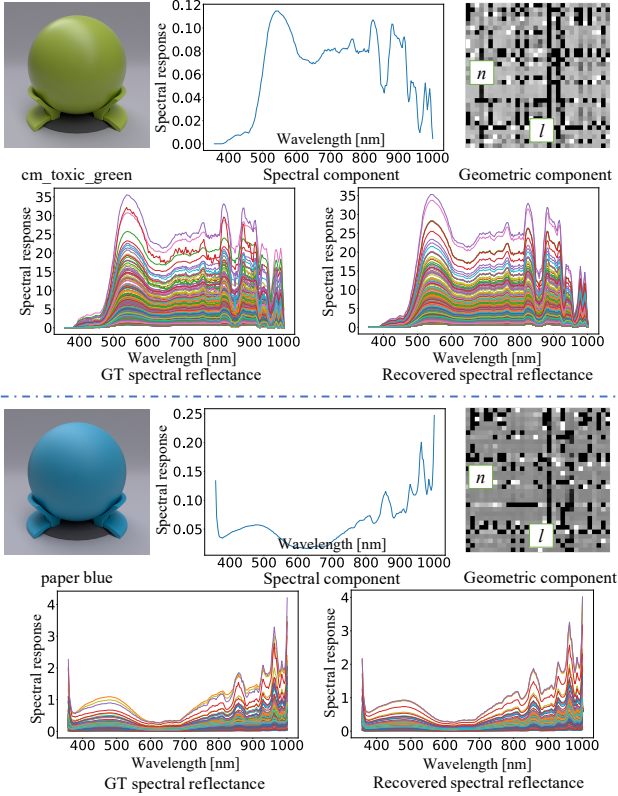 0.12
0.10
0.08
0.06
0.04
0.02
0.00
Spectral response
400 500 600 700 800 900 1000
Wavelength [nm]
n
l
cm_toxic_green
Spectral component
Geometric component
35
30
25
20
15
10
5
0
Spectral response
400 500 600 700 800 900 1000
Wavelength [nm]
GT spectral reflectance
35
30
25
20
15
10
5
0
Spectral response
400 500 600 700 800 900 1000
Wavelength [nm]
Recovered spectral reflectance
0.25
0.20
0.15
0.10
0.05
Spectral response
Wavelength [nm]
400 500 600 700 800 900 1000
n
l
paper blue
Spectral component
Geometric component
4
3
2
1
0
Spectral response
400 500 600 700 800 900 1000
Wavelength [nm]
GT spectral reflectance
4
3
2
1
0
Spectral response
400 500 600 700 800 900 1000
Wavelength [nm]
Recovered spectral reflectance